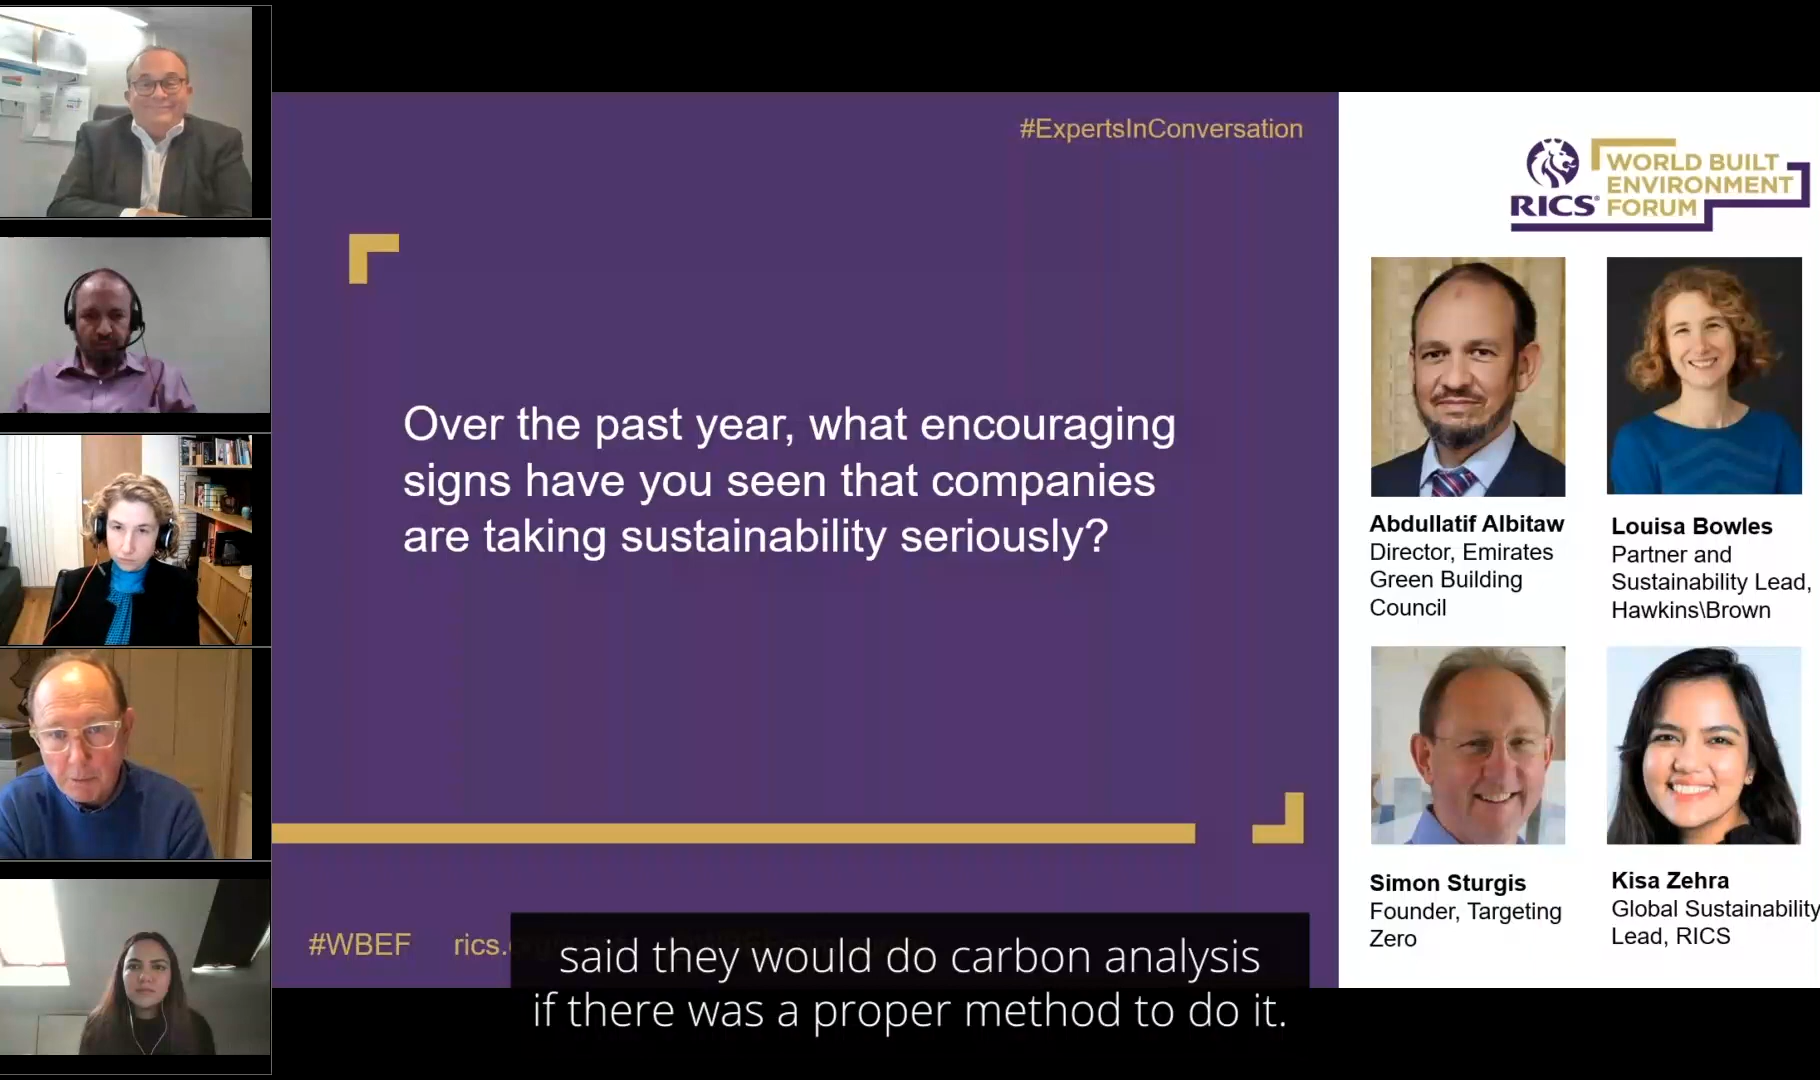 #ExpertsInConversation
RICS
WORLD BUILT
ENVIRONMENT
FORUM
Over the past year, what encouraging
signs have you seen that companies
are taking sustainability seriously?
Abdullatif Albitaw
Director, Emirates
Green Building
Council
Louisa Bowles
Partner and
Sustainability Lead,
Hawkins\Brown
Simon Sturgis
Founder, Targeting
Zero
Kisa Zehra
Global Sustainability
Lead, RICS
#WBEF rics.
said they would do carbon analysis
if there was a proper method to do it.